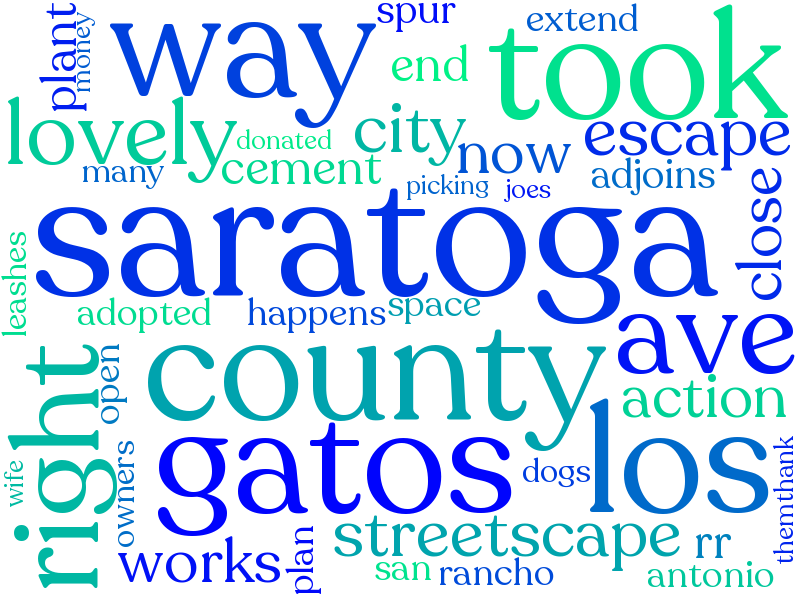 spur
extend
plant
money
way
took
end
lovely
donated
city
escape
now
cement
many
adjoins
picking
joes
close
saratoga
leashes
adopted
happens
space
ave
county
right
open
action
gatos
los
dogs
wife
owners
themthank
streetscape
rr
works
plan
san
rancho
antonio